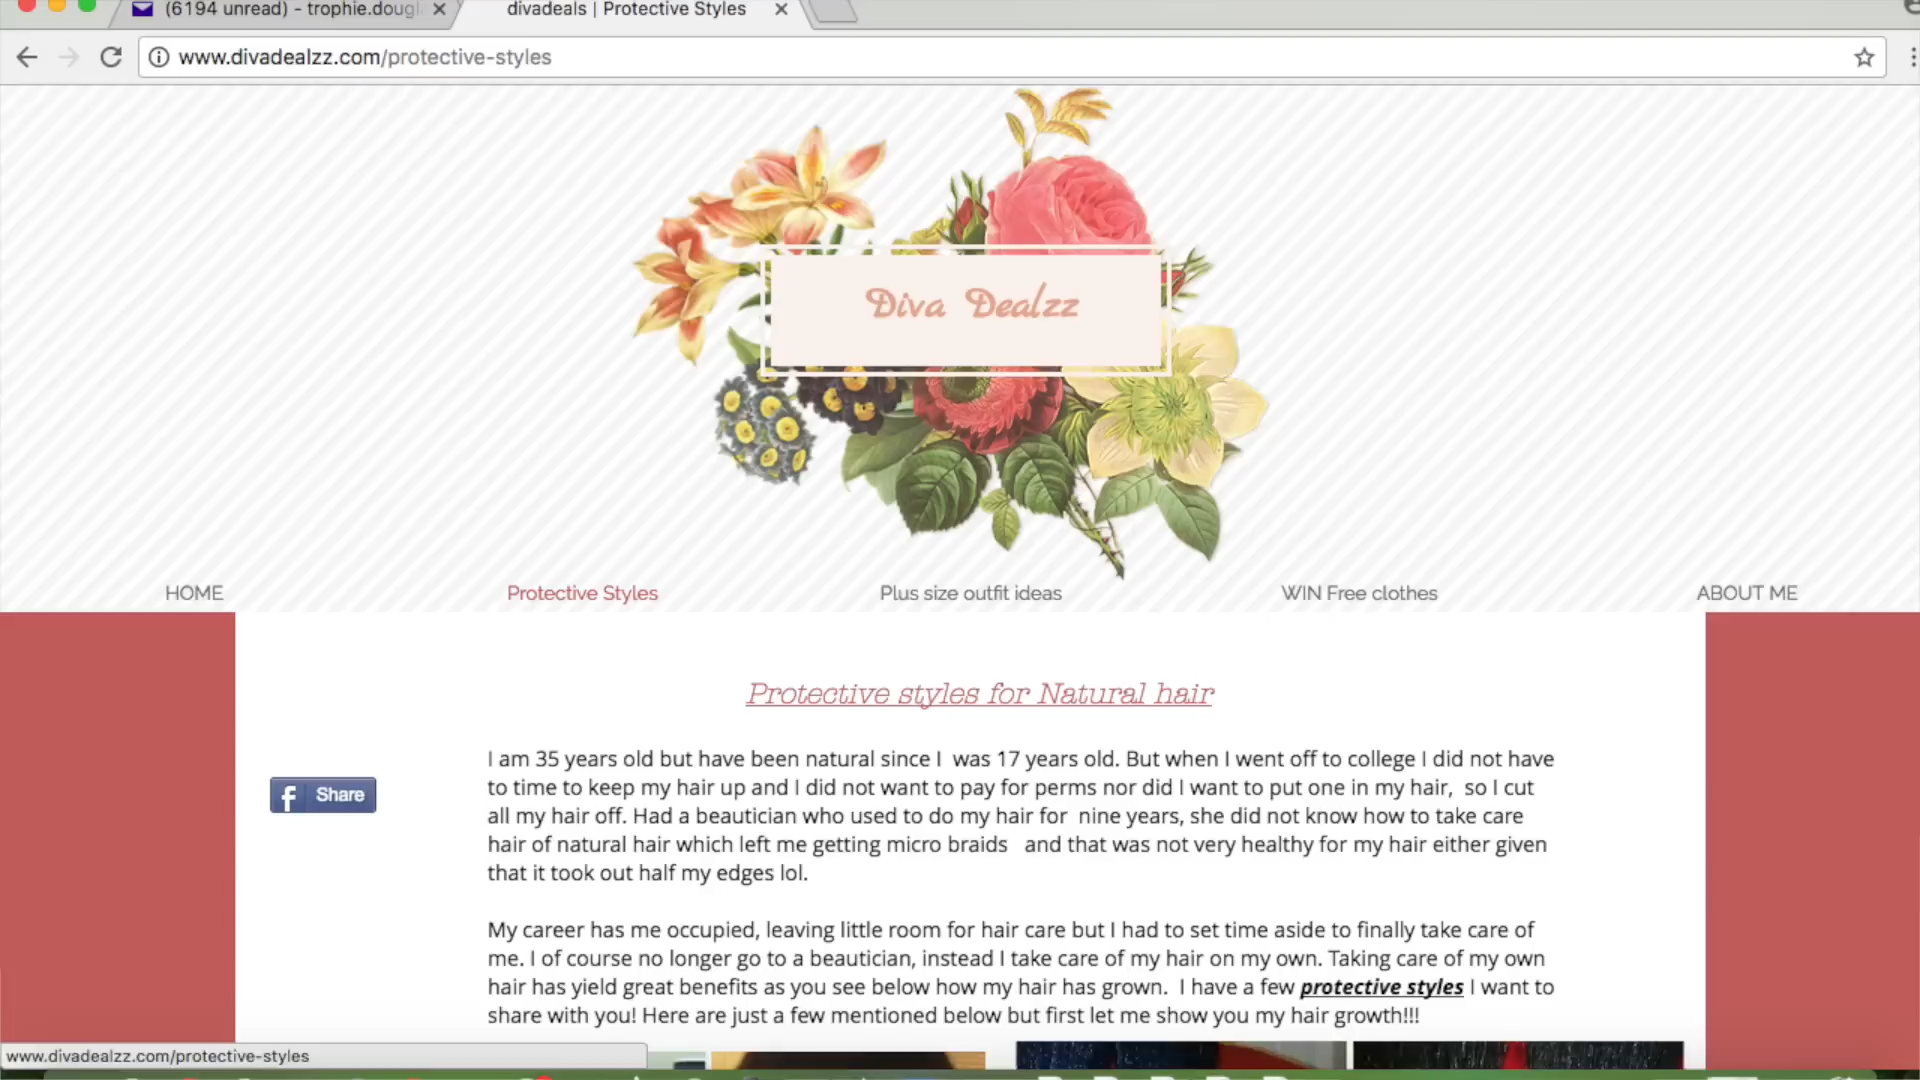 (6194 unread) - trophie.dougl
divadeals | Protective Styles
www.divadealzz.com/protective-styles
Diva Dealzz
HOME
Protective Styles
Plus size outfit ideas
WIN Free clothes
ABOUT ME
Protective styles for Natural hair
Share
I am 35 years old but have been natural since I was 17 years old. But when I went off to college I did not have
to time to keep my hair up and I did not want to pay for perms nor did I want to put one in my hair, so I cut
all my hair off. Had a beautician who used to do my hair for nine years, she did not know how to take care
hair of natural hair which left me getting micro braids and that was not very healthy for my hair either given
that it took out half my edges lol.
My career has me occupied, leaving little room for hair care but I had to set time aside to finally take care of
me. I of course no longer go to a beautician, instead I take care of my hair on my own. Taking care of my own
hair has yield great benefits as you see below how my hair has grown. I have a few protective styles I want to
share with you! Here are just a few mentioned below but first let me show you my hair growth!!!
www.divadealzz.com/protective-styles